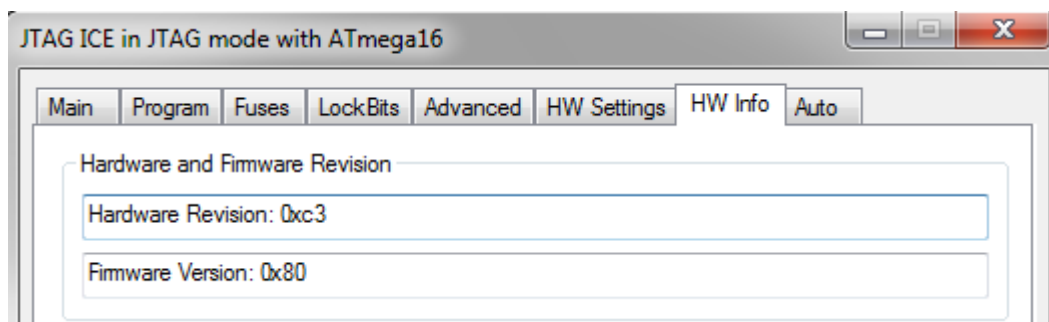 JTAG ICE in JTAG mode with ATmega16
Main Program Fuses LockBits Advanced HW Settings HW Info Auto
Hardware and Firmware Revision
Hardware Revision: 0xc3
Firmware Version: 0x80